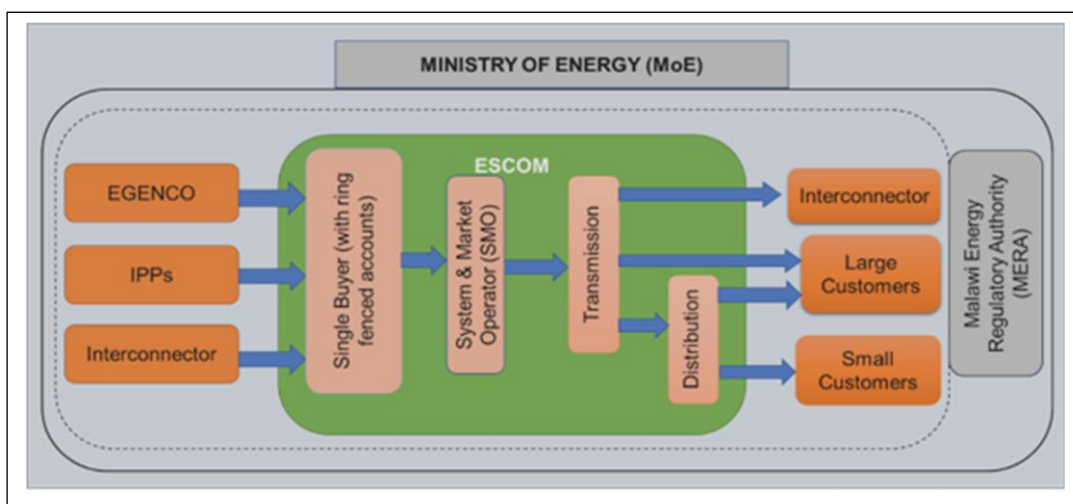 MINISTRY OF ENERGY (MoE)
ESCOM
EGENCO
IPPs
Interconnector
Single Buyer (with ring
fenced accounts)
System & Market
Operator (SMO)
Transmission
Distribution
Interconnector
Large
Customers
Small
Customers
Malawi Energy
Regulatory Authority
(MERA)